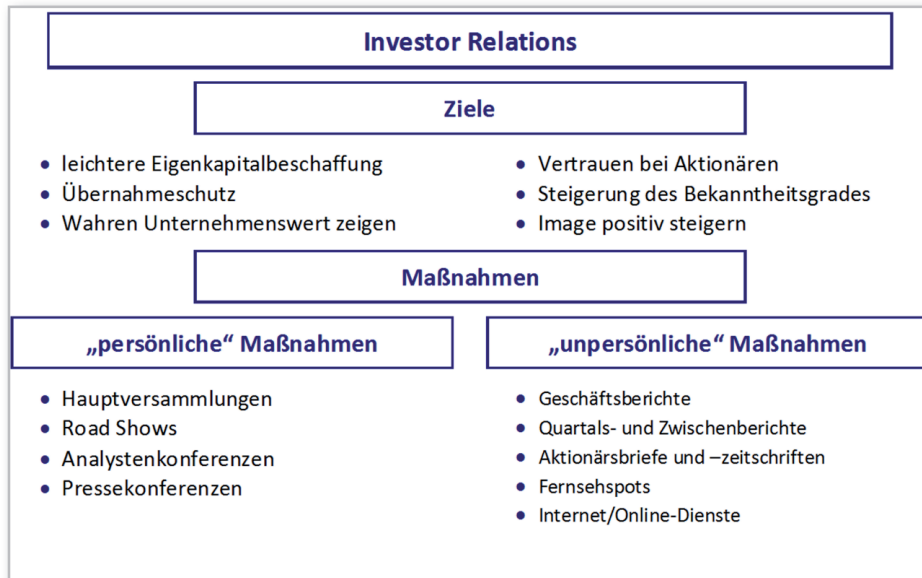 Investor Relations
Ziele
• leichtere Eigenkapitalbeschaffung
• Übernahmeschutz
• Wahren Unternehmenswert zeigen
• Vertrauen bei Aktionären
• Steigerung des Bekanntheitsgrades
• Image positiv steigern
Maßnahmen
„persönliche“ Maßnahmen
• Hauptversammlungen
• Road Shows
• Analystenkonferenzen
• Pressekonferenzen
„unpersönliche“ Maßnahmen
• Geschäftsberichte
• Quartals- und Zwischenberichte
• Aktionärsbriefe und –zeitschriften
• Fernsehspots
• Internet/Online-Dienste